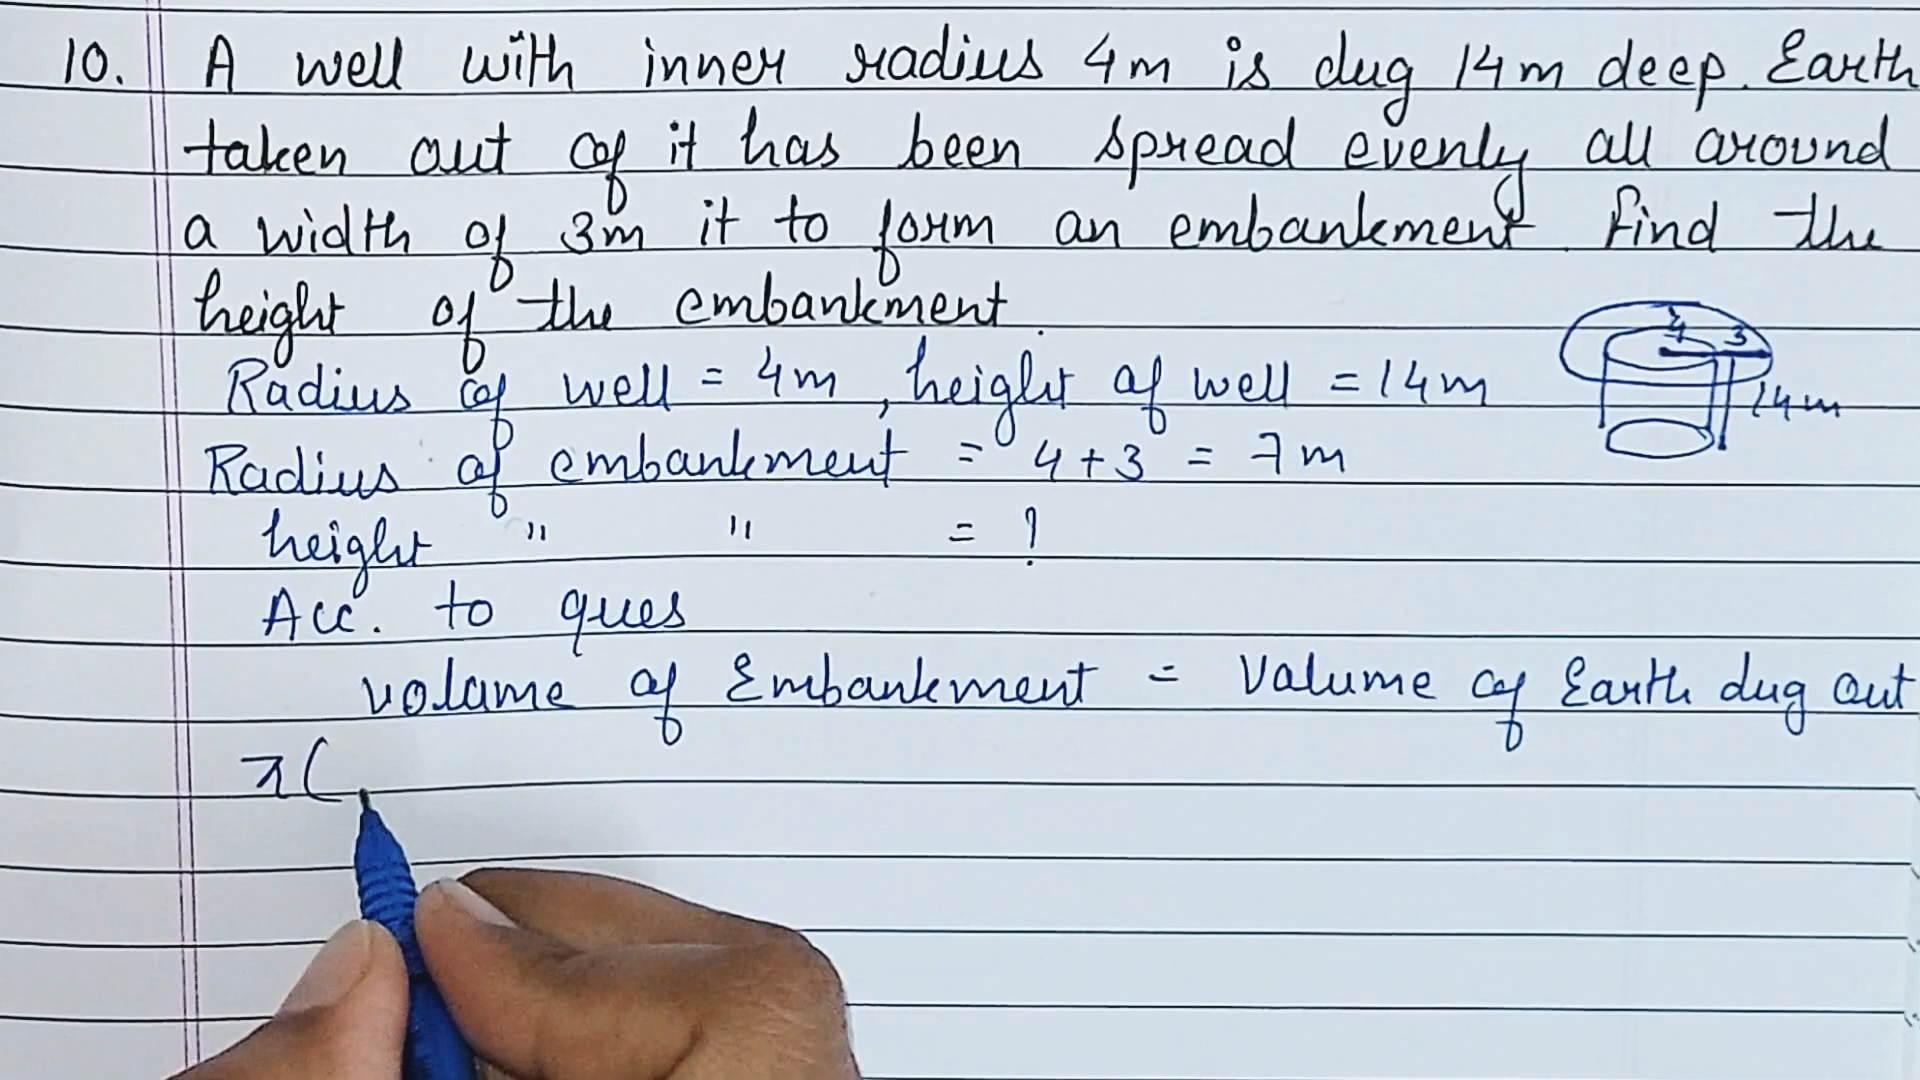 10. A well with inner radius 4m is dug 14m deep. Earth
taken out of it has been spread evenly all around
a width of 3m it to form an embankment. Find the
height of the embankment.
4 3
Radius of well = 4m, height of well = 14m
14m
Radius of embankment = 4+3 = 7m
height " " = ?
Acc. to ques
volume of Embankment = Volume of Earth dug out
π(